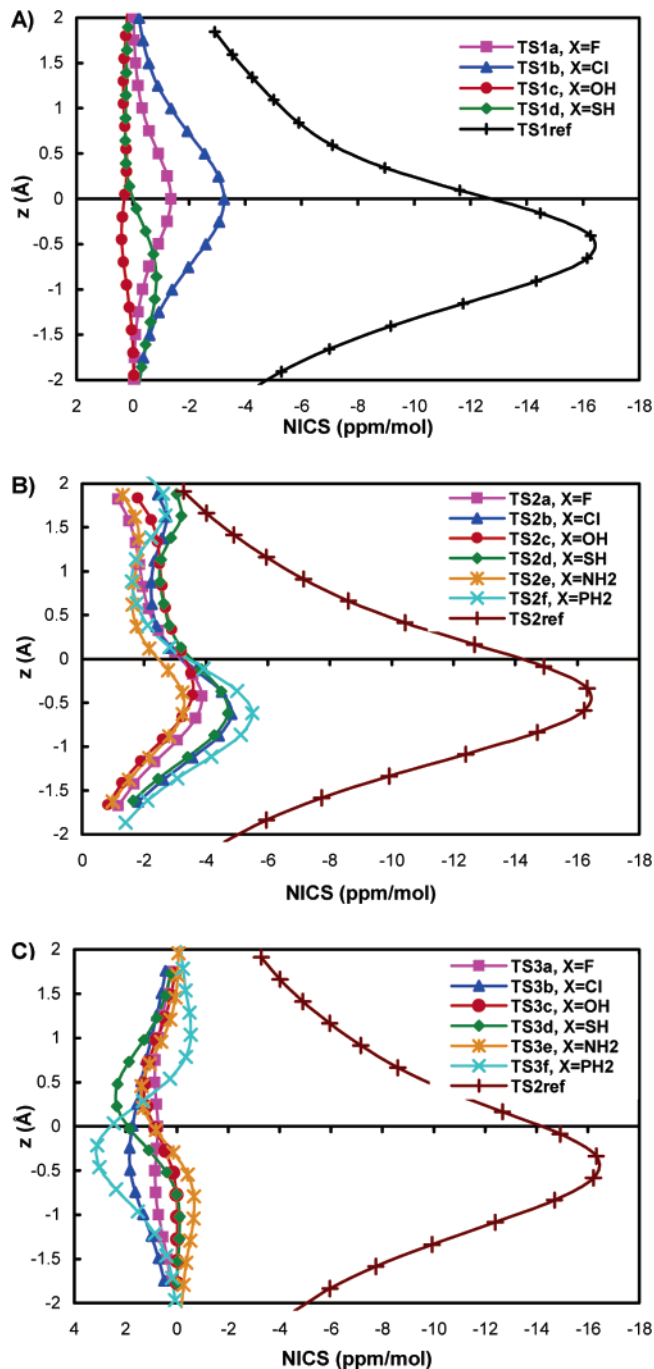 A)
2
1.5
1
0.5
0
-0.5
-1
-1.5
-2
z (Å)
TS1a, X=F
TS1b, X=Cl
TS1c, X=OH
TS1d, X=SH
TS1ref
2 0 -2 -4 -6 -8 -10 -12 -14 -16 -18
NICS (ppm/mol)
B)
2
1.5
1
0.5
0
-0.5
-1
-1.5
-2
z (Å)
TS2a, X=F
TS2b, X=Cl
TS2c, X=OH
TS2d, X=SH
TS2e, X=NH2
TS2f, X=PH2
TS2ref
0 -2 -4 -6 -8 -10 -12 -14 -16 -18
NICS (ppm/mol)
C)
2
1.5
1
0.5
0
-0.5
-1
-1.5
-2
z (Å)
TS3a, X=F
TS3b, X=Cl
TS3c, X=OH
TS3d, X=SH
TS3e, X=NH2
TS3f, X=PH2
TS2ref
4 2 0 -2 -4 -6 -8 -10 -12 -14 -16 -18
NICS (ppm/mol)